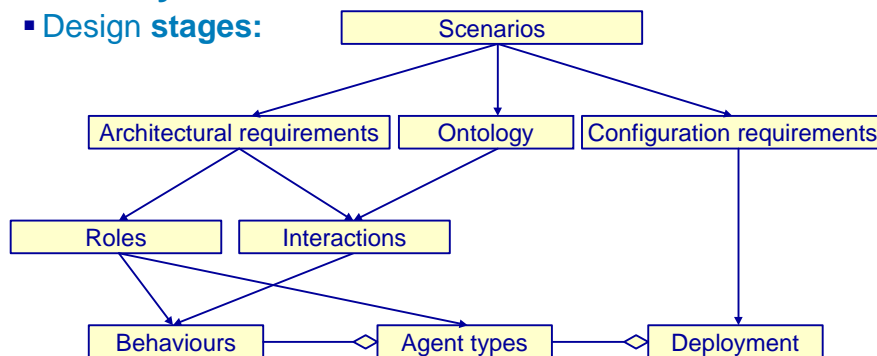 ▪ Design stages:
Scenarios
Architectural requirements
Ontology
Configuration requirements
Roles
Interactions
Behaviours
Agent types
Deployment